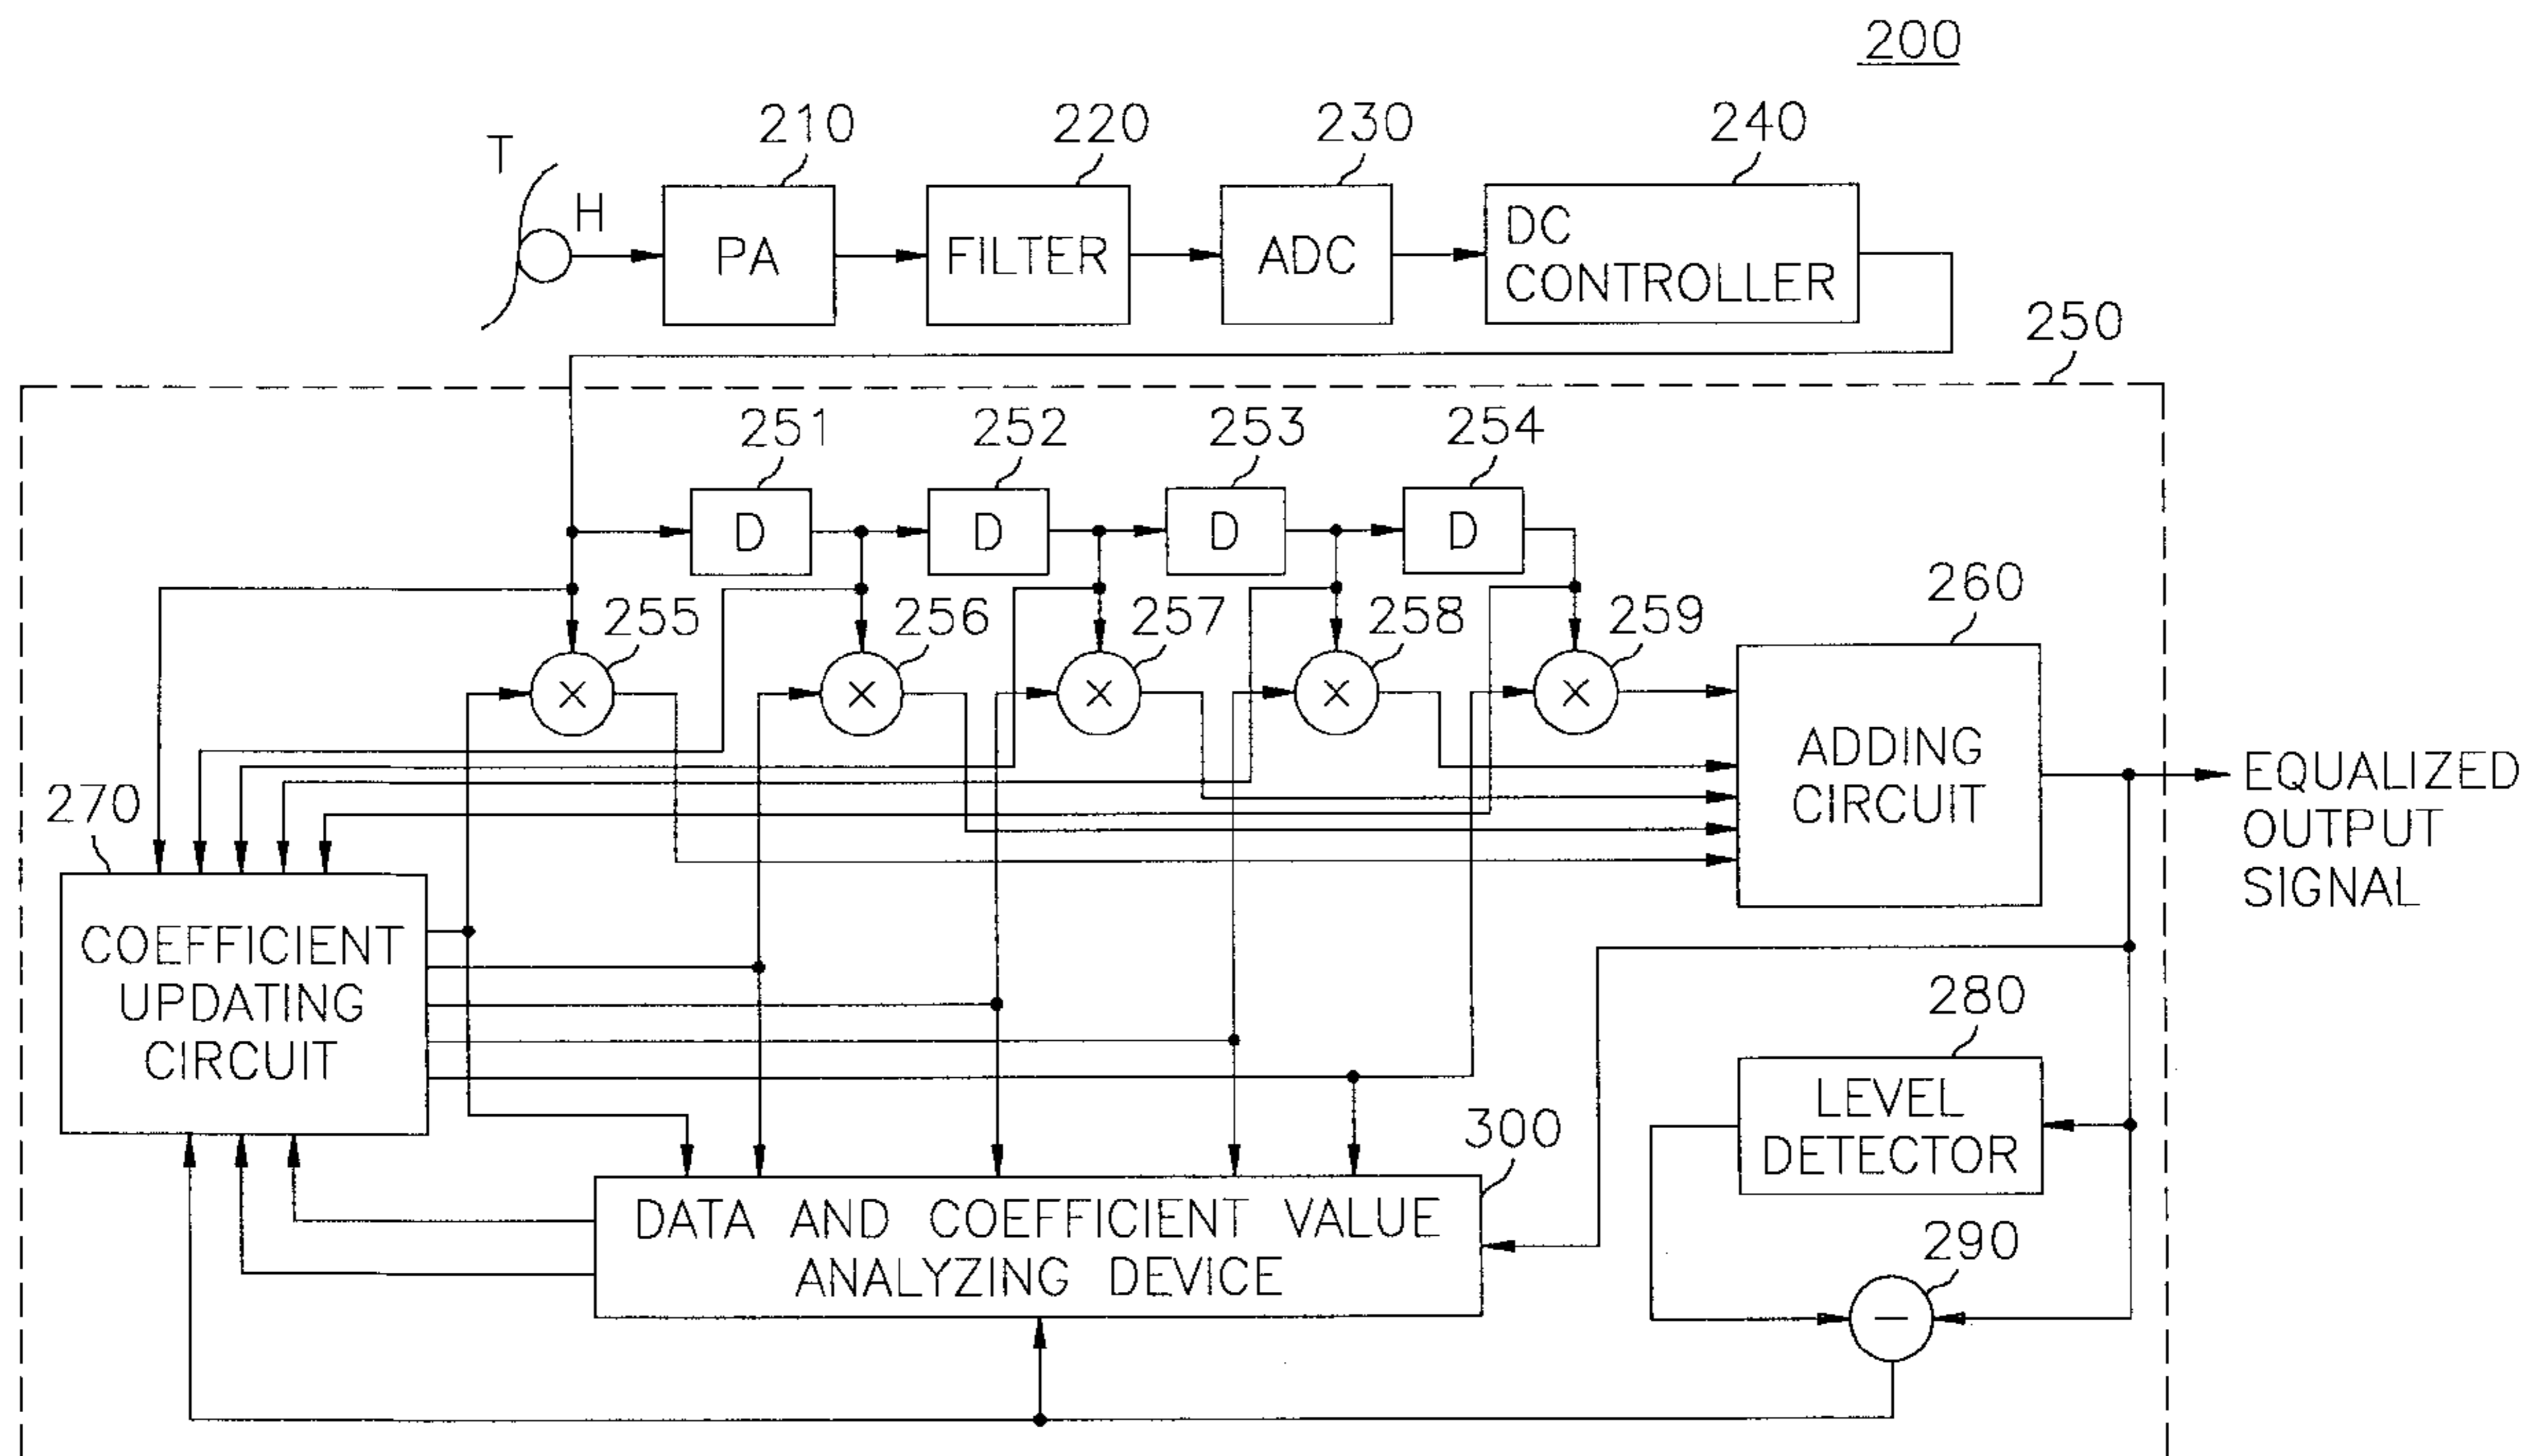 200
210
220
230
240
T
H
PA
FILTER
ADC
DC
CONTROLLER
250
251
252
253
254
D
D
D
D
255
256
257
258
259
260
×
×
×
×
×
ADDING
CIRCUIT
EQUALIZED
OUTPUT
SIGNAL
270
COEFFICIENT
UPDATING
CIRCUIT
280
LEVEL
DETECTOR
300
DATA AND COEFFICIENT VALUE
ANALYZING DEVICE
290
−